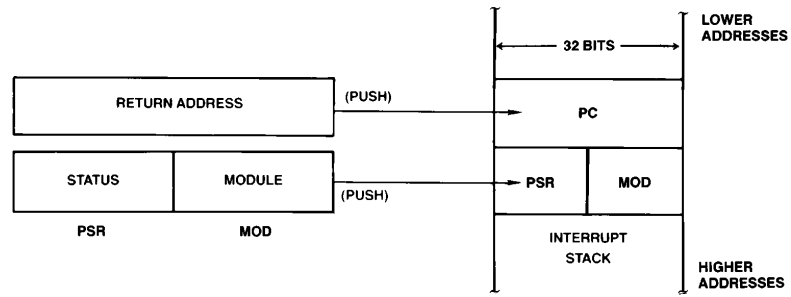 LOWER
ADDRESSES
32 BITS
RETURN ADDRESS
(PUSH)
PC
STATUS
MODULE
(PUSH)
PSR
MOD
PSR
MOD
INTERRUPT
STACK
HIGHER
ADDRESSES